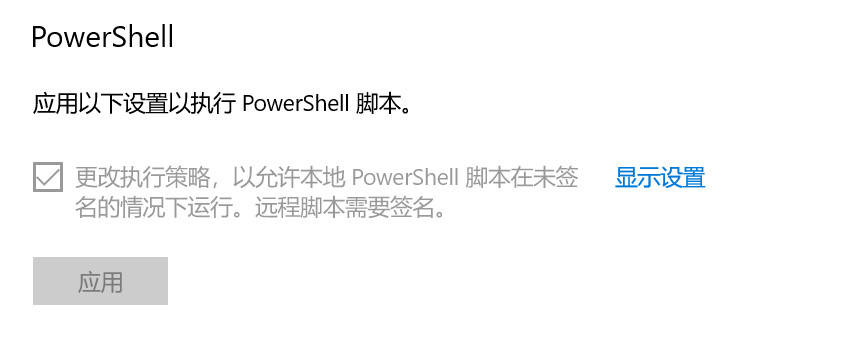 PowerShell
应用以下设置以执行 PowerShell 脚本。
更改执行策略，以允许本地 PowerShell 脚本在未签 显示设置
名的情况下运行。远程脚本需要签名。
应用